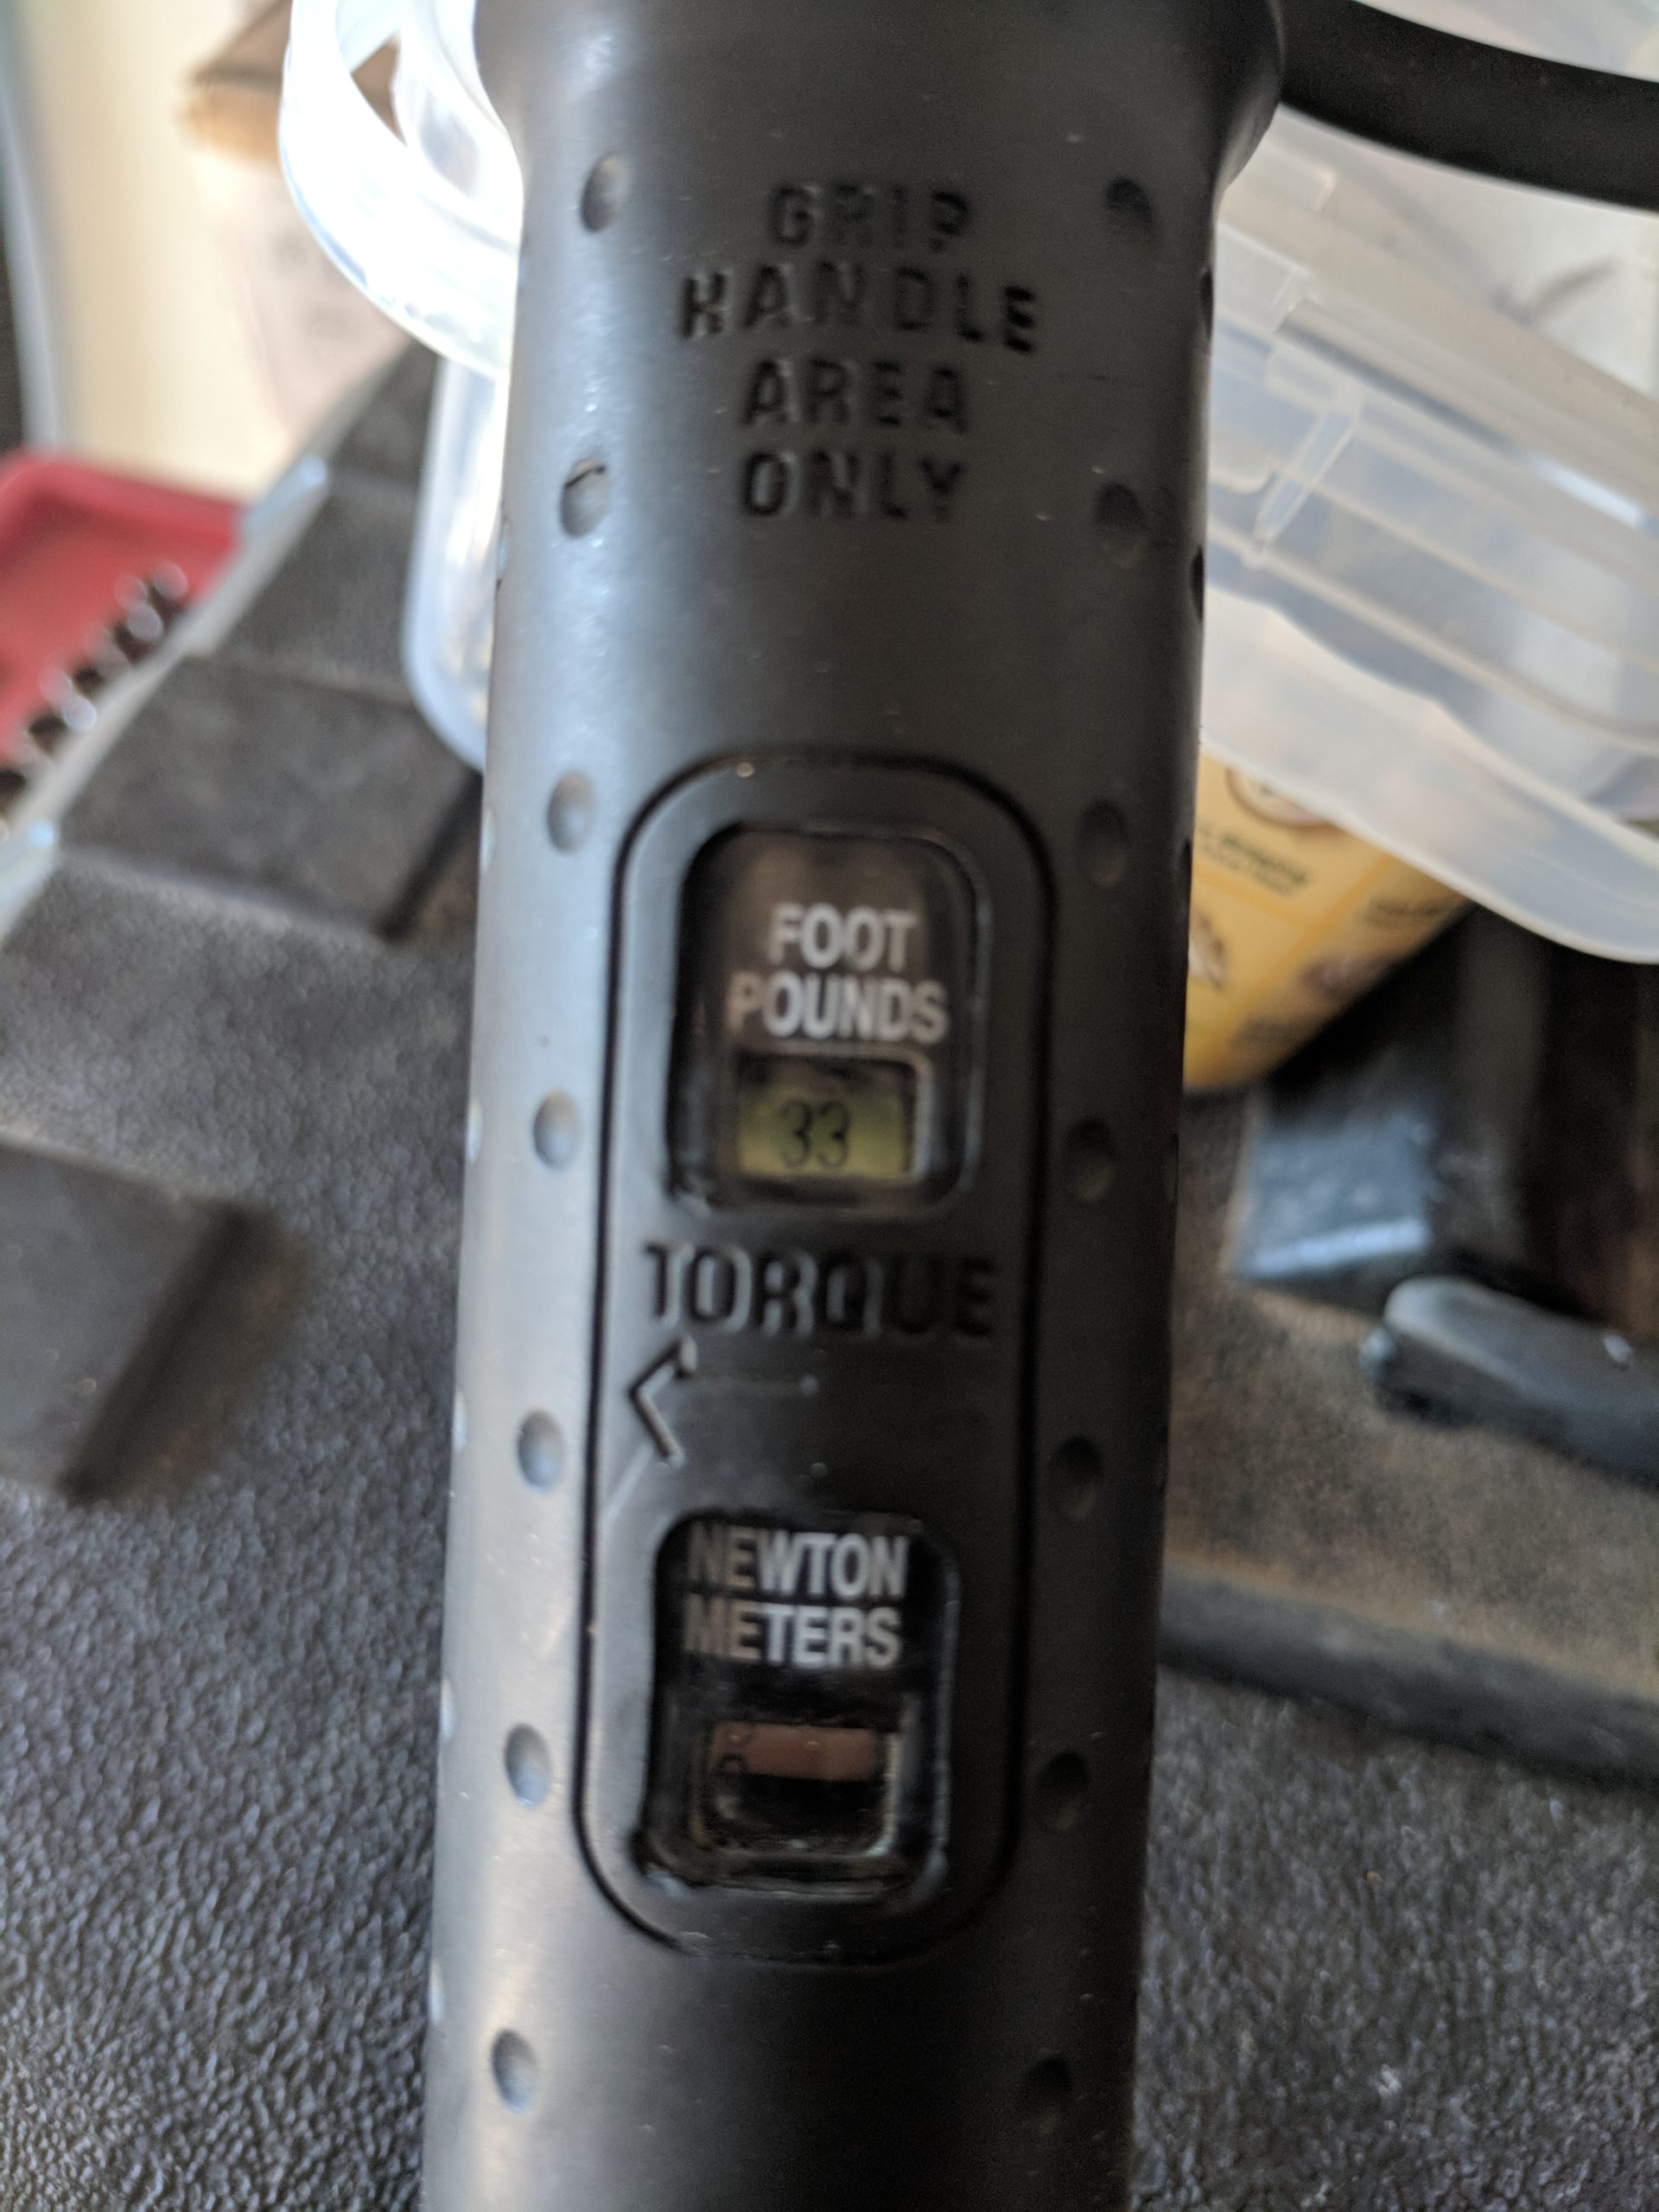 GRIP
HANDLE
AREA
ONLY
FOOT
POUNDS
33
TORQUE
NEWTON
METERS